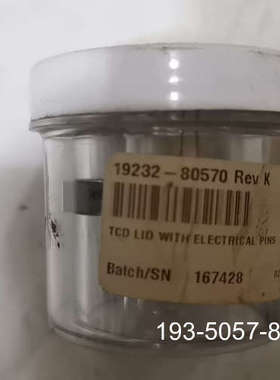 19232-80570 Rev K
TCD LID WITH ELECTRICAL PINS
Batch/SN 167428
193-5057-8